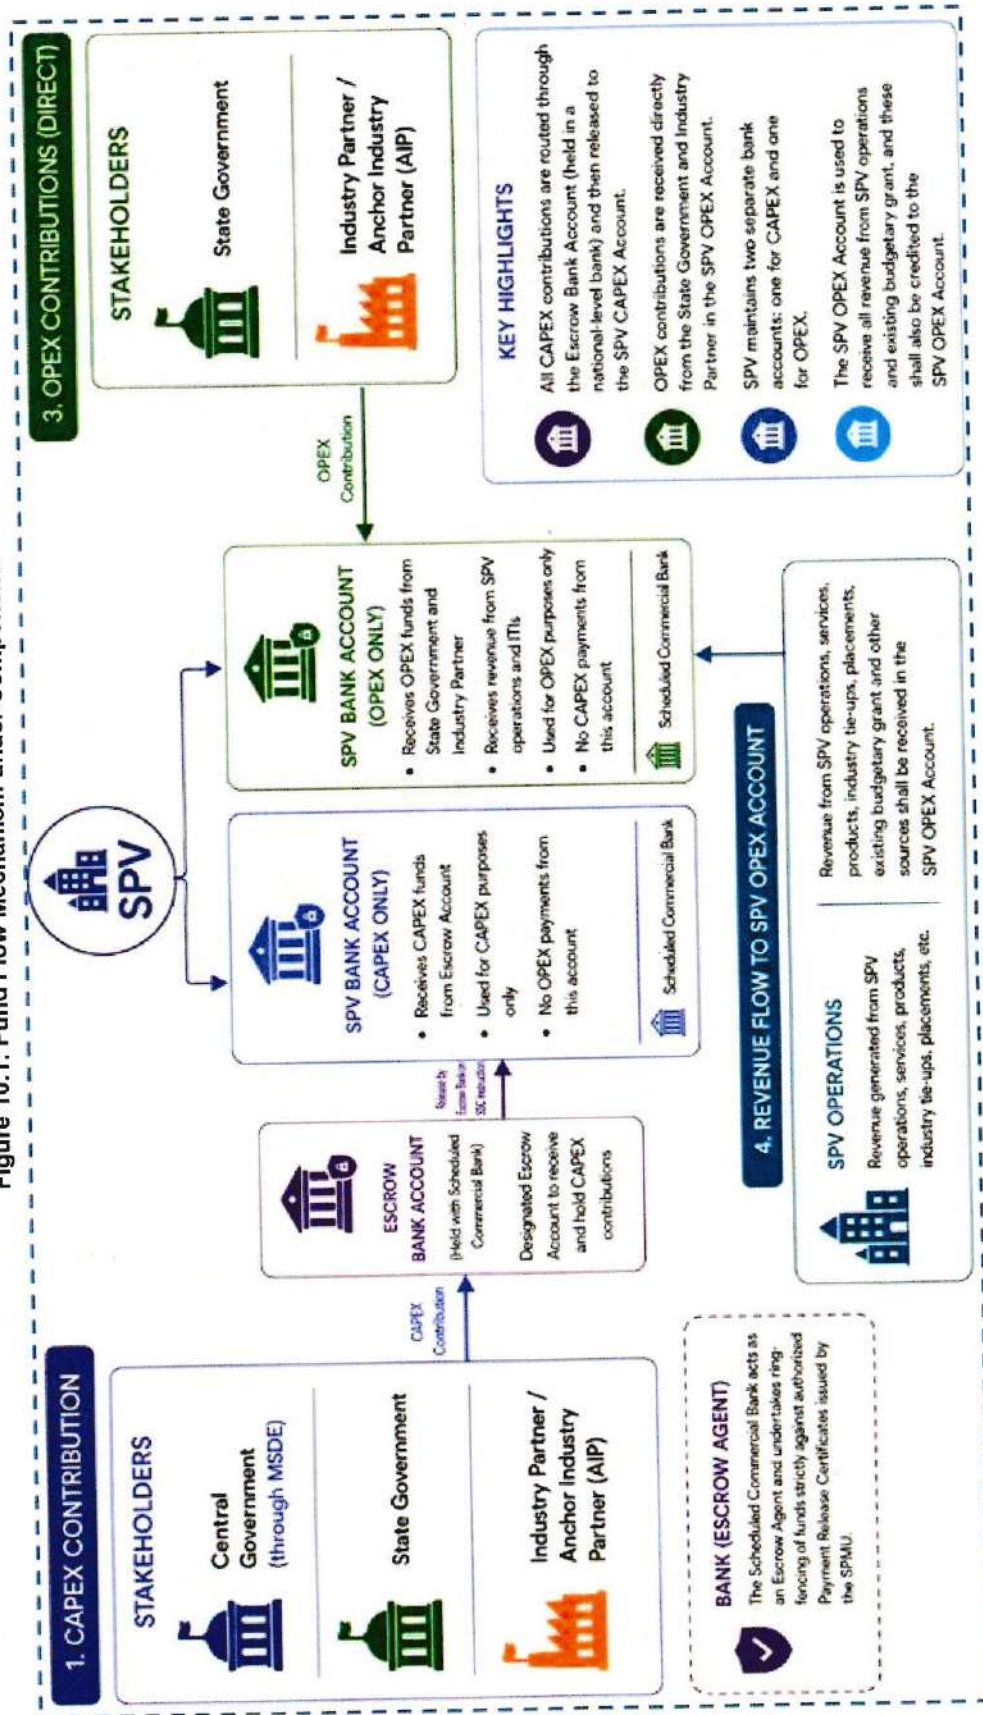 Figure 10.1: Fund Flow Mechanism under
1. CAPEX CONTRIBUTION
STAKEHOLDERS
Central
Government
(through MSDE)
State Government
Industry Partner /
Anchor Industry
Partner (AIP)
CAPEX
Contribution
BANK (ESCROW AGENT)
The Scheduled Commercial Bank acts as
an Escrow Agent and undertakes ring-
fencing of funds strictly against authorized
Payment Release Certificates issued by
the SPMU.
ESCROW
BANK ACCOUNT
(Held with Scheduled
Commercial Bank)
Designated Escrow
Account to receive
and hold CAPEX
contributions
Release by
Escrow Bank on
SSC Instruction
SPV
SPV BANK ACCOUNT
(CAPEX ONLY)
• Receives CAPEX funds
from Escrow Account
• Used for CAPEX purposes
only
• No OPEX payments from
this account
Scheduled Commercial Bank
SPV BANK ACCOUNT
(OPEX ONLY)
• Receives OPEX funds from
State Government and
Industry Partner
• Receives revenue from SPV
operations and ITIs
• Used for OPEX purposes only
• No CAPEX payments from
this account
Scheduled Commercial Bank
OPEX
Contribution
3. OPEX CONTRIBUTIONS (DIRECT)
STAKEHOLDERS
State Government
Industry Partner /
Anchor Industry
Partner (AIP)
4. REVENUE FLOW TO SPV OPEX ACCOUNT
SPV OPERATIONS
Revenue generated from SPV
operations, services, products,
industry tie-ups, placements, etc.
Revenue from SPV operations, services,
products, industry tie-ups, placements,
existing budgetary grant and other
sources shall be received in the
SPV OPEX Account.
KEY HIGHLIGHTS
All CAPEX contributions are routed through
the Escrow Bank Account (held in a
national-level bank) and then released to
the SPV CAPEX Account.
OPEX contributions are received directly
from the State Government and Industry
Partner in the SPV OPEX Account.
SPV maintains two separate bank
accounts: one for CAPEX and one
for OPEX.
The SPV OPEX Account is used to
receive all revenue from SPV operations
and existing budgetary grant, and these
shall also be credited to the
SPV OPEX Account.